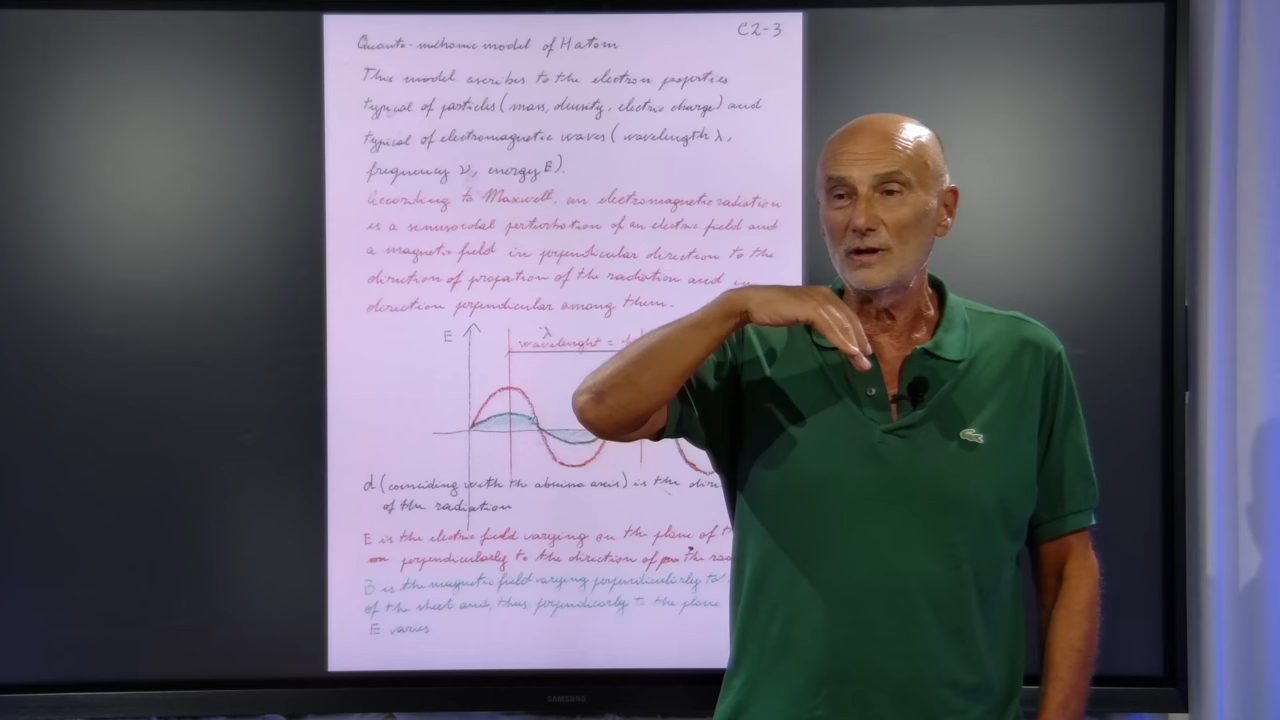 C2-3
Quanto-mechanic model of H atom
This model ascribes to the electron properties
typical of particles (mass, density, electric charge) and
typical of electromagnetic waves (wavelength λ,
frequency ν, energy E).
According to Maxwell, an electromagnetic radiation
is a sinusoidal perturbation of an electric field and
a magnetic field in perpendicular direction to the
direction of propation of the radiation and in
direction perpendicular among them.
E
λ
wavelenght =
d (coinciding with the abscissa axis) is the
of the radiation
E is the electric field varying on the plane of
perpendicularly to the direction of the
B is the magnetic field varying perpendicularly to
of the sheet and, thus, perpendicularly to the plane
E varies
SAMSUNG